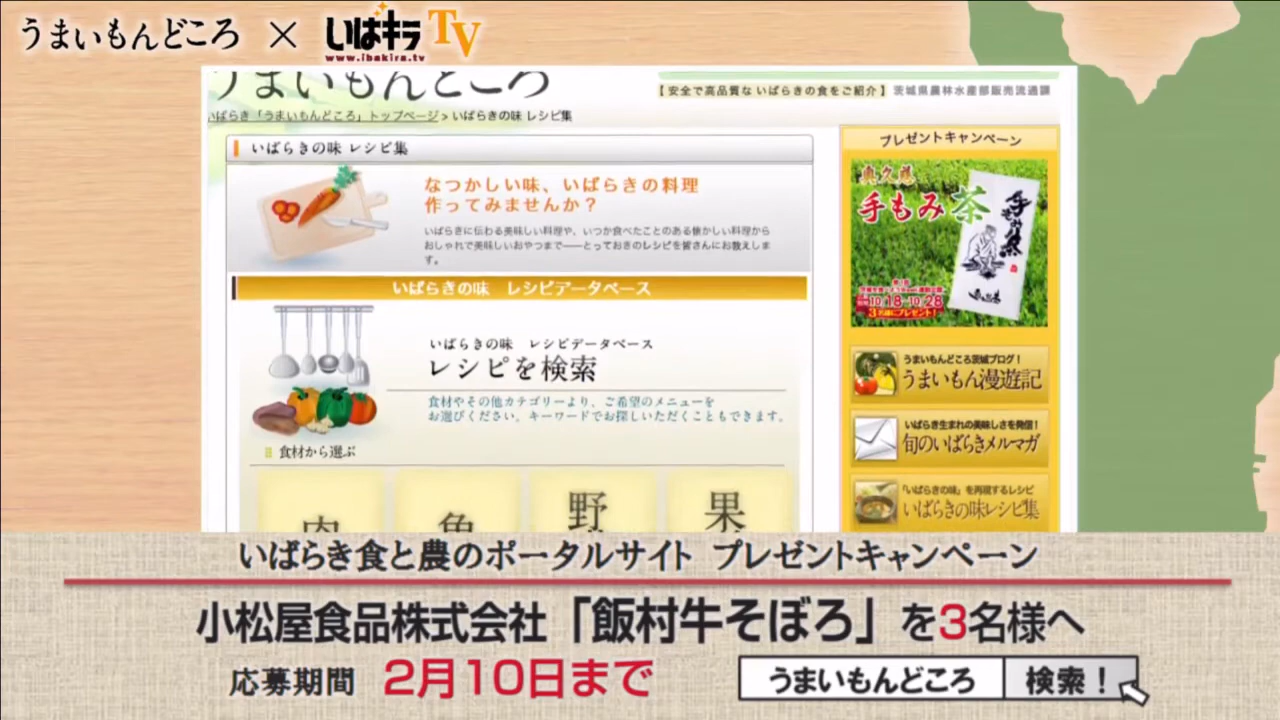 うまいもんどころ × いばキラTV
www.ibakira.tv
うまいもんどころ
【安全で高品質ないばらきの食をご紹介】茨城県農林水産部販売流通課
いばらき「うまいもんどころ」トップページ > いばらきの味 レシピ集
いばらきの味 レシピ集
なつかしい味、いばらきの料理
作ってみませんか？
いばらきに伝わる美味しい料理や、いつか食べたことのある懐かしい料理から
おしゃれで美味しいおやつまで――とっておきのレシピを皆さんにお教えしま
す。
いばらきの味 レシピデータベース
いばらきの味 レシピデータベース
レシピを検索
食材やその他カテゴリーより、ご希望のメニューを
お選びください。キーワードでお探しいただくこともできます。
食材から選ぶ
肉 魚 野 果
プレゼントキャンペーン
奥久慈
手もみ茶
手もみ茶
10/18-10/28
3名様にプレゼント！
うまいもんどころ茨城ブログ！
うまいもん漫遊記
いばらき生まれの美味しさを発信！
旬のいばらきメルマガ
「いばらきの味」を再現するレシピ
いばらきの味レシピ集
いばらき食と農のポータルサイト プレゼントキャンペーン
小松屋食品株式会社「飯村牛そぼろ」を3名様へ
応募期間 2月10日まで
うまいもんどころ 検索！